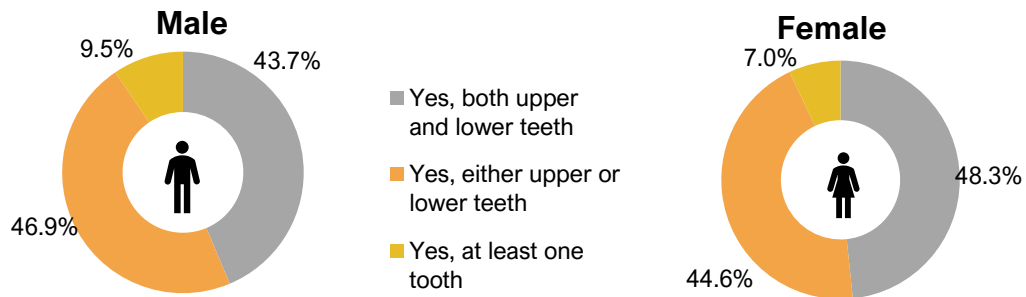 Male
9.5%
43.7%
46.9%
Yes, both upper
and lower teeth
Yes, either upper or
lower teeth
Yes, at least one
tooth
Female
7.0%
48.3%
44.6%